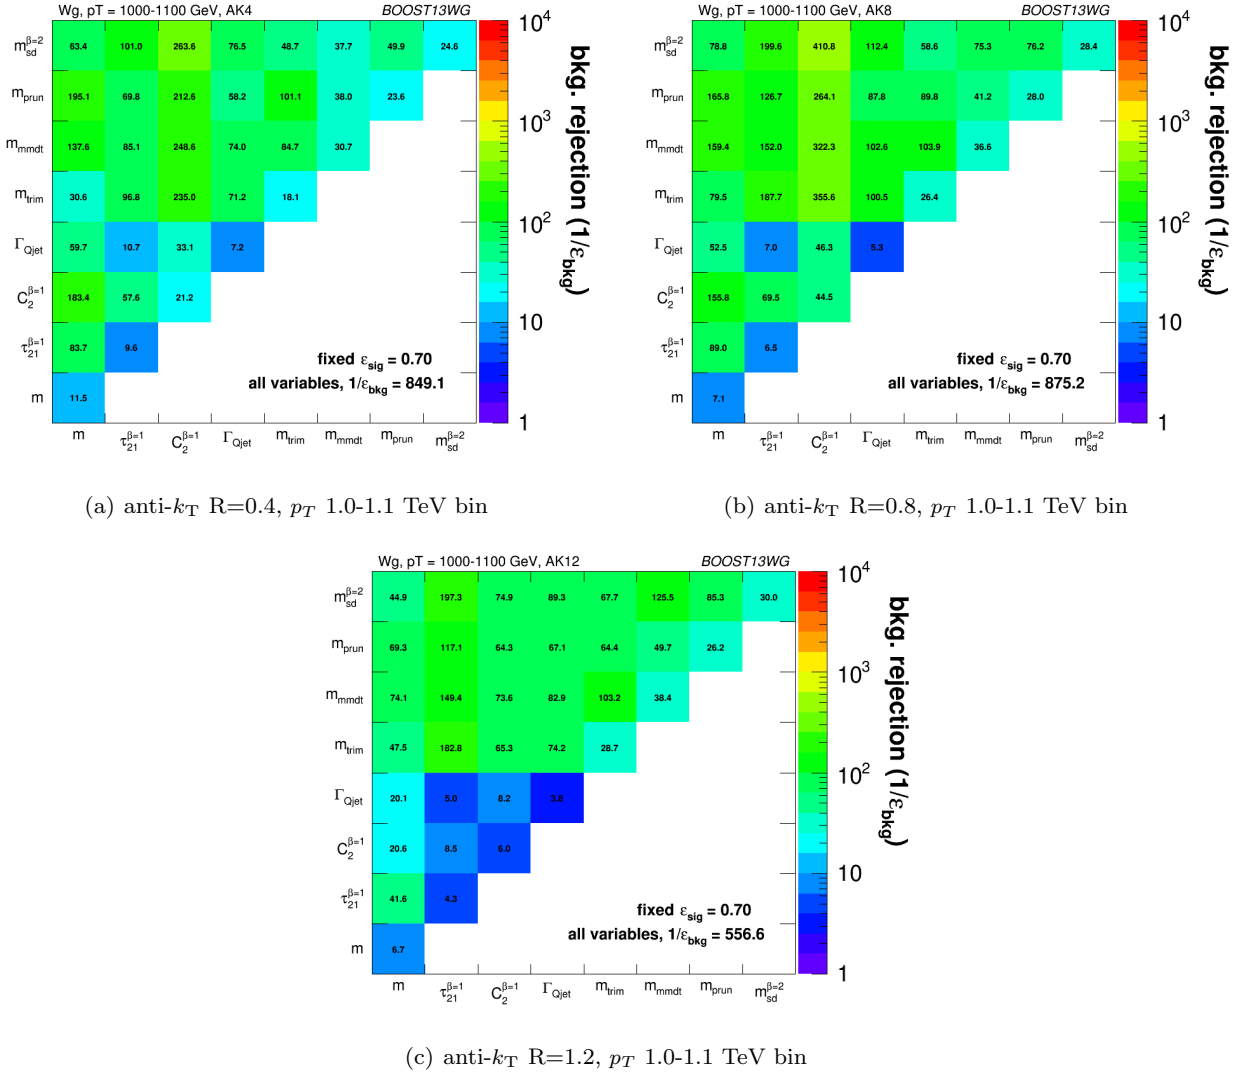 Wg, pT = 1000-1100 GeV, AK4 BOOST13WG
m_sd^β=2 63.4 101.0 263.6 76.5 48.7 37.7 49.9 24.6
m_prun 195.1 69.8 212.6 58.2 101.1 38.0 23.6
m_mmdt 137.6 85.1 248.6 74.0 84.7 30.7
m_trim 30.6 96.8 235.0 71.2 18.1
Γ_Qjet 59.7 10.7 33.1 7.2
C_2^β=1 183.4 57.6 21.2
τ_21^β=1 83.7 9.6
m 11.5
fixed ε_sig = 0.70
all variables, 1/ε_bkg = 849.1
m τ_21^β=1 C_2^β=1 Γ_Qjet m_trim m_mmdt m_prun m_sd^β=2
10^4
10^3
10^2
10
1
bkg. rejection (1/ε_bkg)
(a) anti-k_T R=0.4, p_T 1.0-1.1 TeV bin
Wg, pT = 1000-1100 GeV, AK8 BOOST13WG
m_sd^β=2 78.8 199.6 410.8 112.4 58.6 75.3 76.2 28.4
m_prun 165.8 126.7 264.1 87.8 89.8 41.2 28.0
m_mmdt 159.4 152.0 322.3 102.6 103.9 36.6
m_trim 79.5 187.7 355.6 100.5 26.4
Γ_Qjet 52.5 7.0 46.3 5.3
C_2^β=1 155.8 69.5 44.5
τ_21^β=1 89.0 6.5
m 7.1
fixed ε_sig = 0.70
all variables, 1/ε_bkg = 875.2
m τ_21^β=1 C_2^β=1 Γ_Qjet m_trim m_mmdt m_prun m_sd^β=2
10^4
10^3
10^2
10
1
bkg. rejection (1/ε_bkg)
(b) anti-k_T R=0.8, p_T 1.0-1.1 TeV bin
Wg, pT = 1000-1100 GeV, AK12 BOOST13WG
m_sd^β=2 44.9 197.3 74.9 89.3 67.7 125.5 85.3 30.0
m_prun 69.3 117.1 64.3 67.1 64.4 49.7 26.2
m_mmdt 74.1 149.4 73.6 82.9 103.2 38.4
m_trim 47.5 182.8 65.3 74.2 28.7
Γ_Qjet 20.1 5.0 8.2 3.8
C_2^β=1 20.6 8.5 6.0
τ_21^β=1 41.6 4.3
m 6.7
fixed ε_sig = 0.70
all variables, 1/ε_bkg = 556.6
m τ_21^β=1 C_2^β=1 Γ_Qjet m_trim m_mmdt m_prun m_sd^β=2
10^4
10^3
10^2
10
1
bkg. rejection (1/ε_bkg)
(c) anti-k_T R=1.2, p_T 1.0-1.1 TeV bin